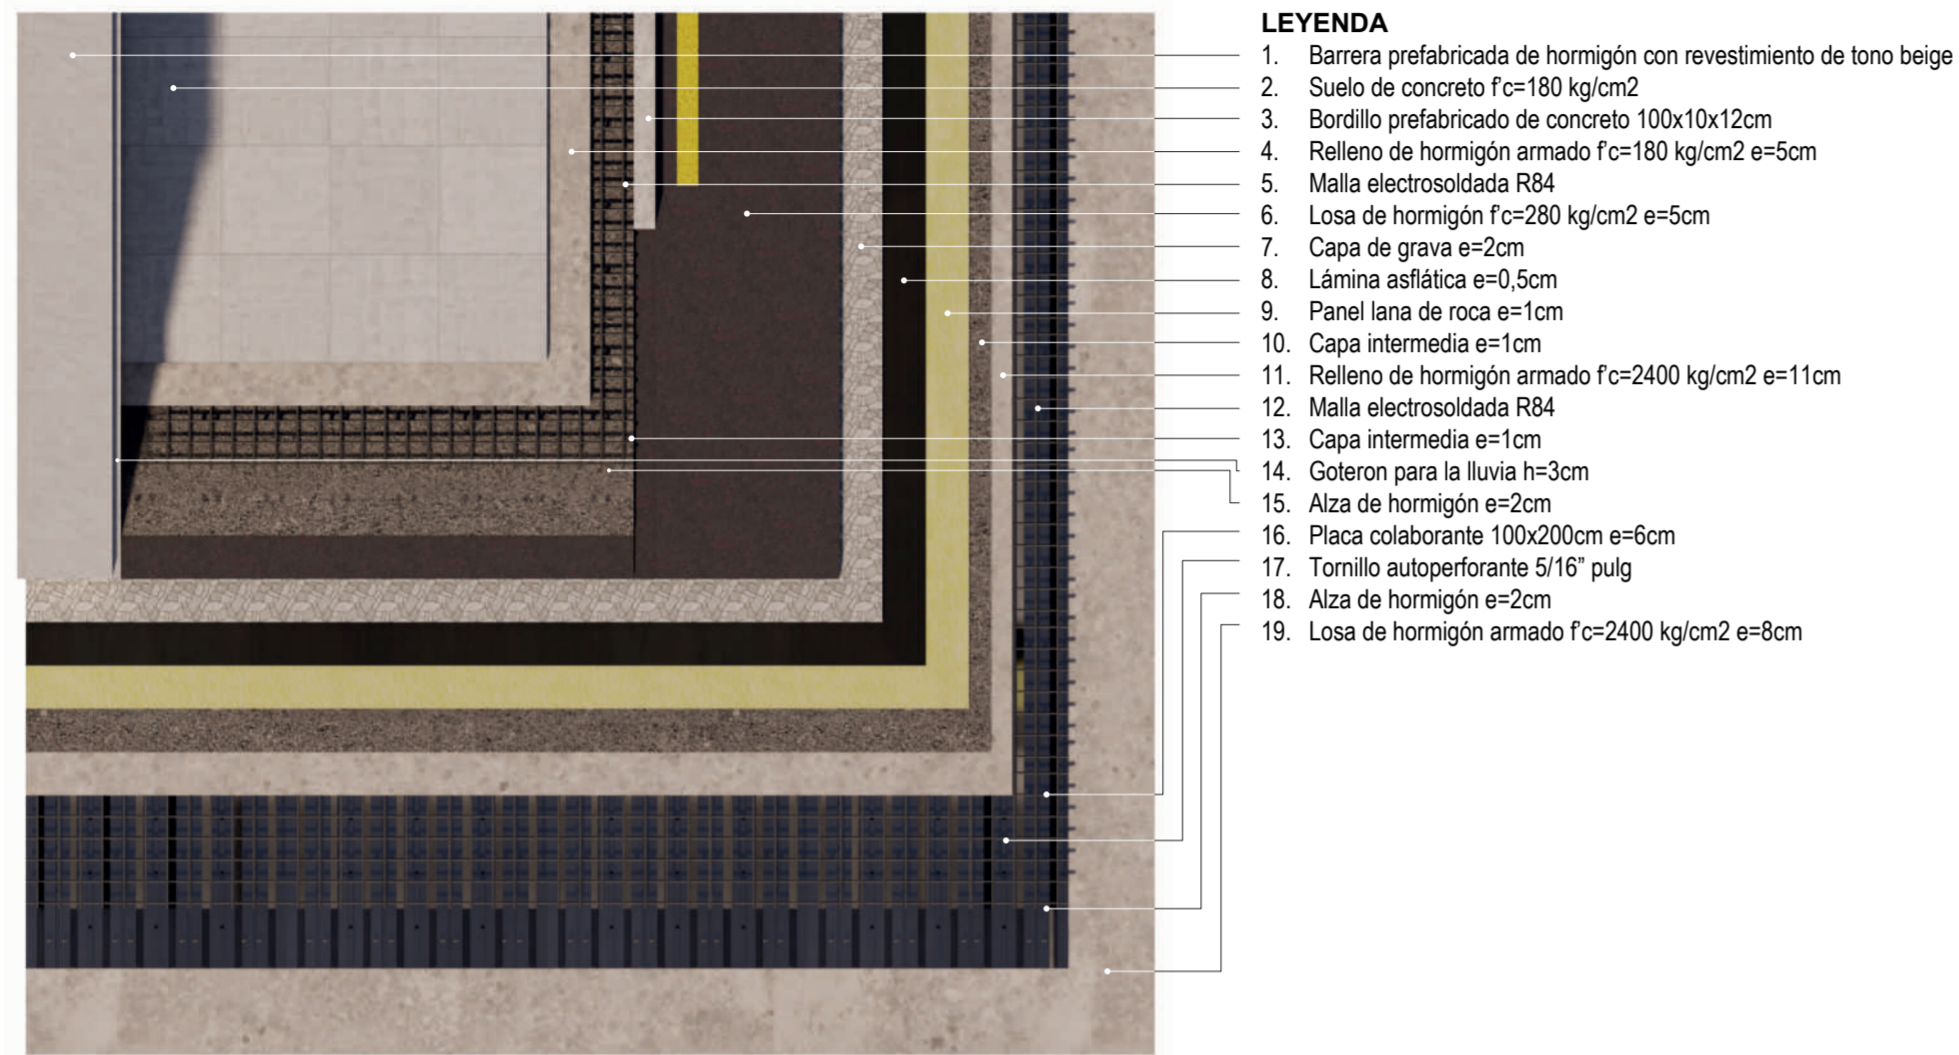 LEYENDA
1. Barrera prefabricada de hormigón con revestimiento de tono beige
2. Suelo de concreto f'c=180 kg/cm2
3. Bordillo prefabricado de concreto 100x10x12cm
4. Relleno de hormigón armado f'c=180 kg/cm2 e=5cm
5. Malla electrosoldada R84
6. Losa de hormigón f'c=280 kg/cm2 e=5cm
7. Capa de grava e=2cm
8. Lámina asflática e=0,5cm
9. Panel lana de roca e=1cm
10. Capa intermedia e=1cm
11. Relleno de hormigón armado f'c=2400 kg/cm2 e=11cm
12. Malla electrosoldada R84
13. Capa intermedia e=1cm
14. Goteron para la lluvia h=3cm
15. Alza de hormigón e=2cm
16. Placa colaborante 100x200cm e=6cm
17. Tornillo autoperforante 5/16” pulg
18. Alza de hormigón e=2cm
19. Losa de hormigón armado f'c=2400 kg/cm2 e=8cm